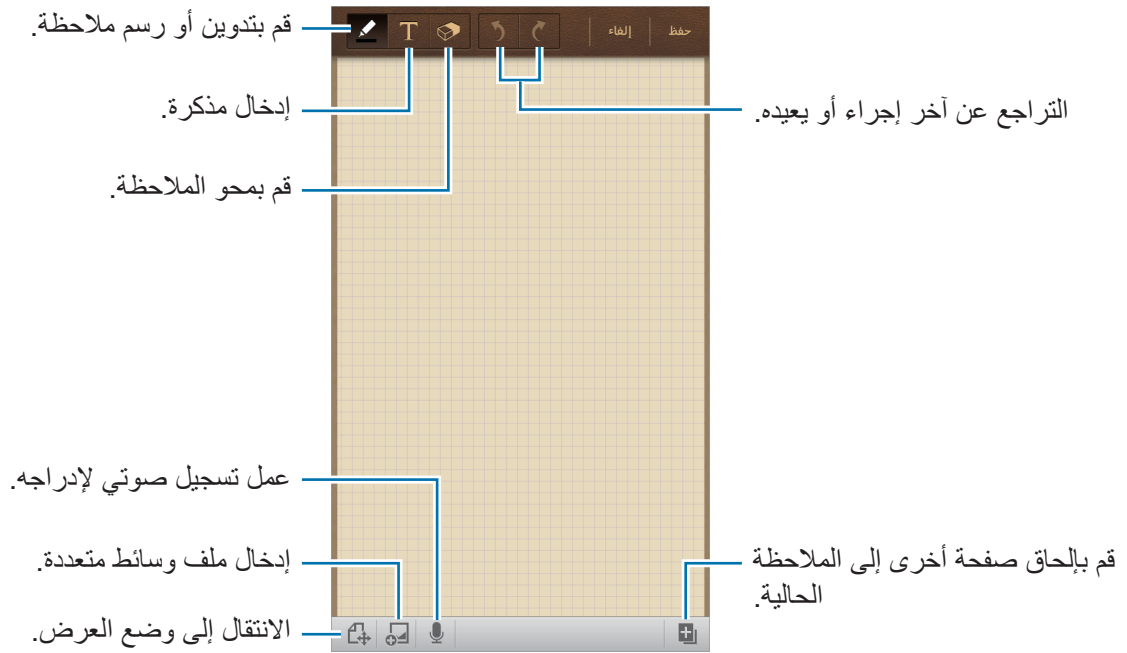 قم بتدوين أو رسم ملاحظة.
T
إلغاء
حفظ
إدخال مذكرة.
التراجع عن آخر إجراء أو يعيده.
قم بمحو الملاحظة.
عمل تسجيل صوتي لإدراجه.
إدخال ملف وسائط متعددة.
قم بإلحاق صفحة أخرى إلى الملاحظة
الحالية.
الانتقال إلى وضع العرض.